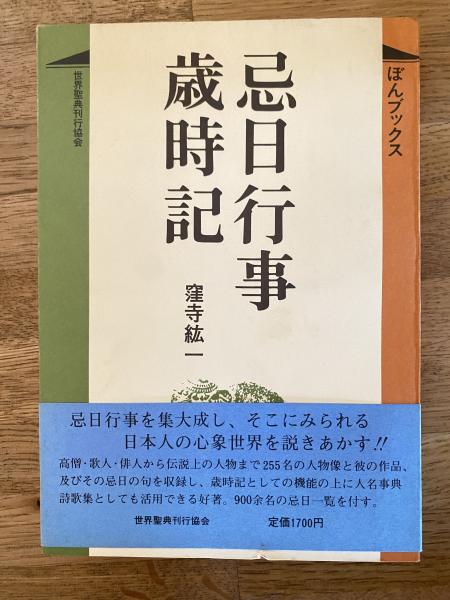 ぼんブックス
忌日行事
歳時記
窪寺紘一
世界聖典刊行協会
忌日行事を集大成し、そこにみられる
日本人の心象世界を説きあかす!!
高僧・歌人・俳人から伝説上の人物まで255名の人物像と彼の作品、
及びその忌日の句を収録し、歳時記としての機能の上に人名事典
詩歌集としても活用できる好著。900余名の忌日一覧を付す。
世界聖典刊行協会 定価1700円